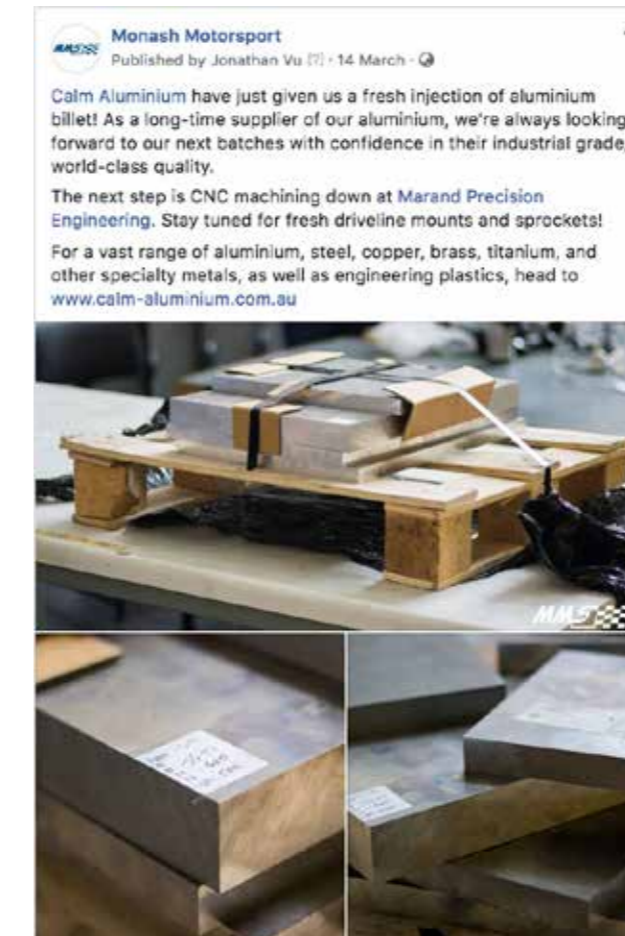 MMS
Monash Motorsport
Published by Jonathan Vu [?] · 14 March ·
Calm Aluminium have just given us a fresh injection of aluminium
billet! As a long-time supplier of our aluminium, we're always looking
forward to our next batches with confidence in their industrial grade,
world-class quality.
The next step is CNC machining down at Marand Precision
Engineering. Stay tuned for fresh driveline mounts and sprockets!
For a vast range of aluminium, steel, copper, brass, titanium, and
other specialty metals, as well as engineering plastics, head to
www.calm-aluminium.com.au
MMS